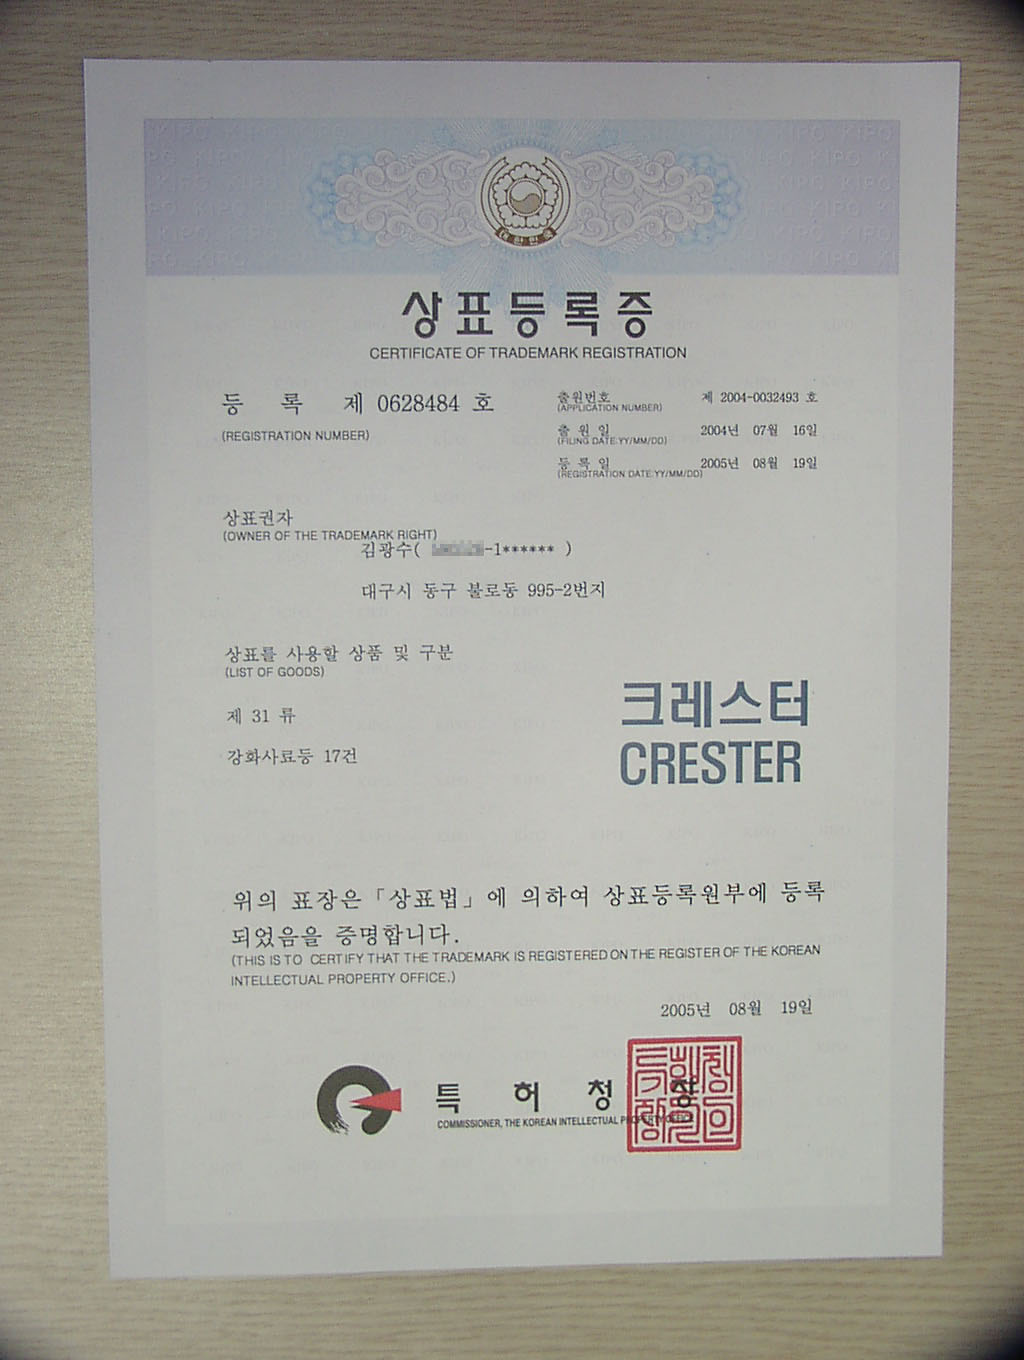 대한민국
상표등록증
CERTIFICATE OF TRADEMARK REGISTRATION
등 록 제 0628484 호
(REGISTRATION NUMBER)
출원번호 제 2004-0032493 호
(APPLICATION NUMBER)
출 원 일 2004년 07월 16일
(FILING DATE:YY/MM/DD)
등 록 일 2005년 08월 19일
(REGISTRATION DATE:YY/MM/DD)
상표권자
(OWNER OF THE TRADEMARK RIGHT)
김광수( -1****** )
대구시 동구 불로동 995-2번지
상표를 사용할 상품 및 구분
(LIST OF GOODS)
제 31 류
강화사료등 17건
크레스터
CRESTER
위의 표장은「상표법」에 의하여 상표등록원부에 등록
되었음을 증명합니다.
(THIS IS TO CERTIFY THAT THE TRADEMARK IS REGISTERED ON THE REGISTER OF THE KOREAN
INTELLECTUAL PROPERTY OFFICE.)
2005년 08월 19일
특 허 청 장
COMMISSIONER, THE KOREAN INTELLECTUAL PROPERTY OFFICE